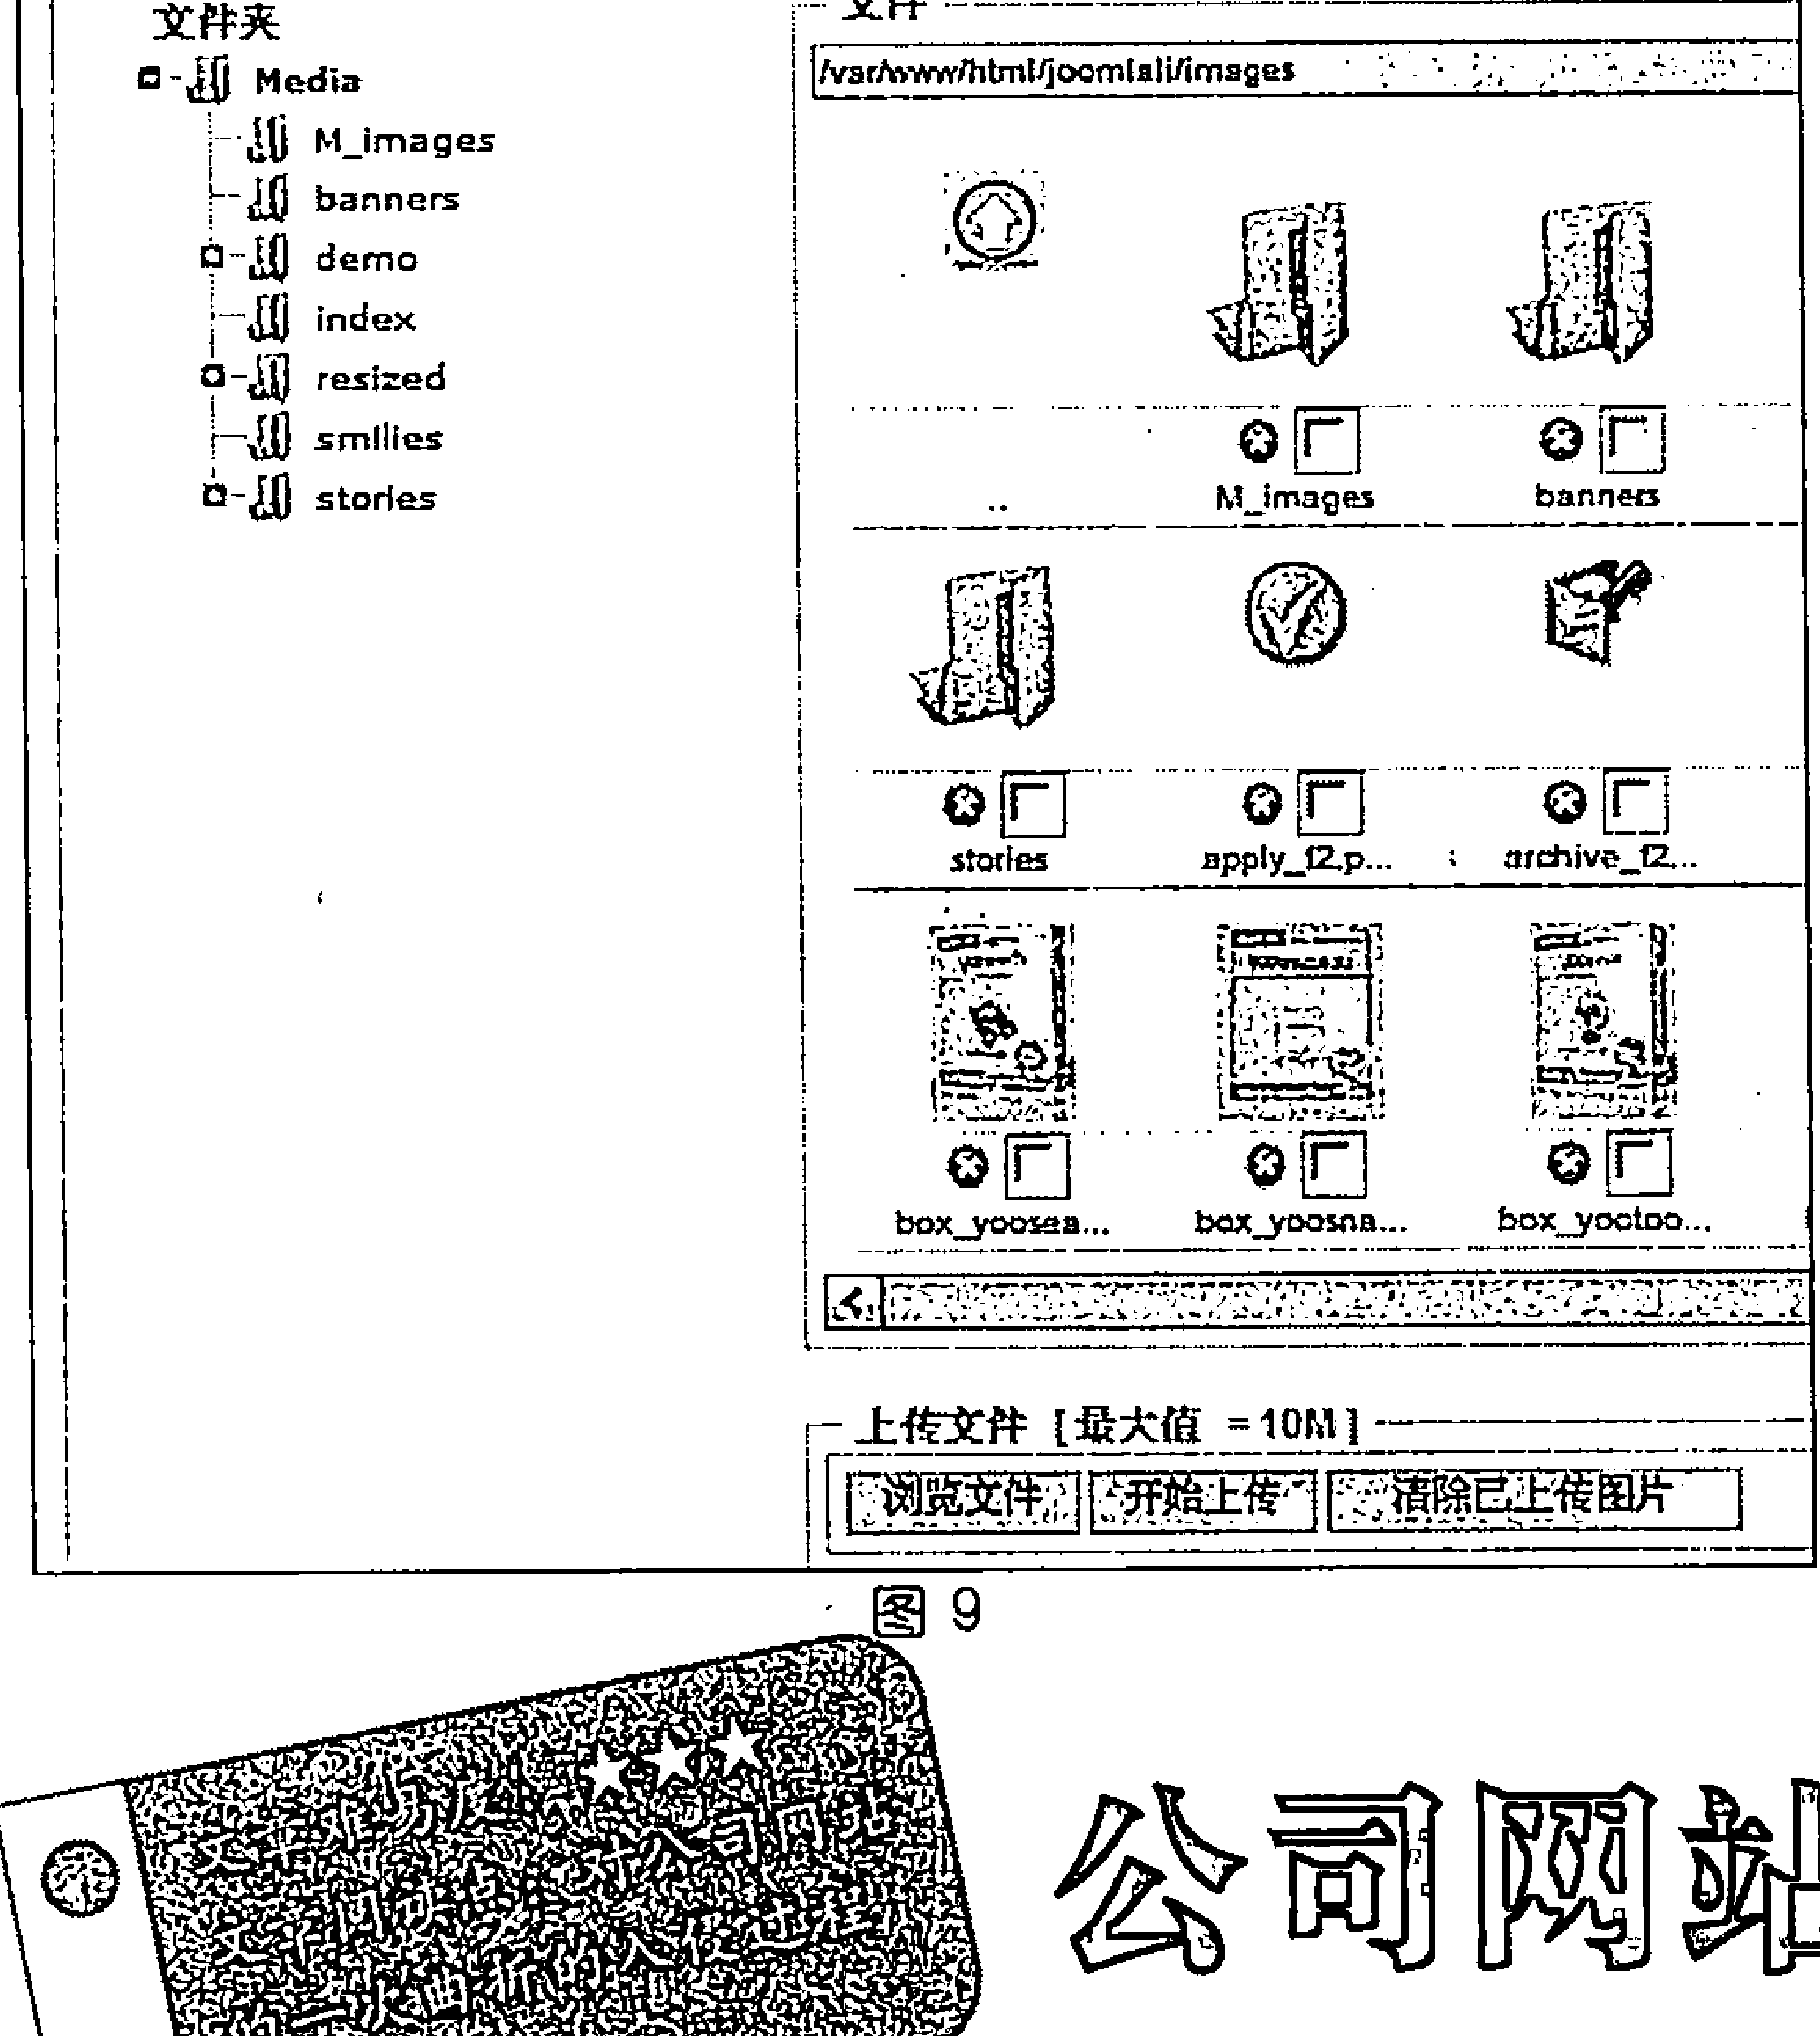 文件夹
Media
M_images
banners
demo
index
resized
smilies
stories
文件
/var/www/html/joomlali/images
M_images
banners
..
stories
apply_f2.p...
archive_f2...
box_yoosea...
box_yoosna...
box_yootoo...
上传文件 [最大值 = 10M]
浏览文件 开始上传 清除已上传图片
图 9
公司网站